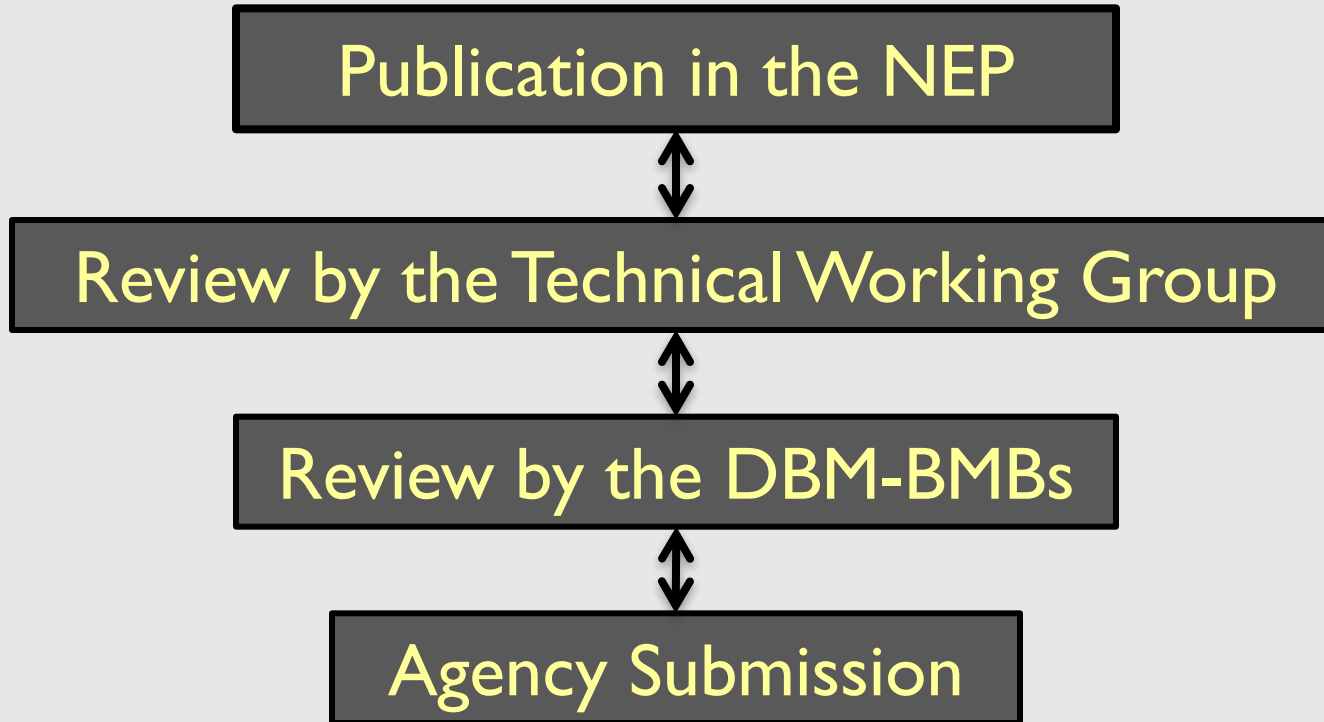 Publication in the NEP
Review by the Technical Working Group
Review by the DBM-BMBs
Agency Submission